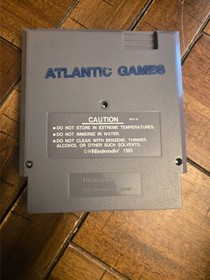 ATLANTIC GAMES
CAUTION
• DO NOT STORE IN EXTREME TEMPERATURES.
• DO NOT IMMERSE IN WATER.
• DO NOT CLEAN WITH BENZENE, THINNER,
ALCOHOL OR OTHER SUCH SOLVENTS.
©Nintendo 1985